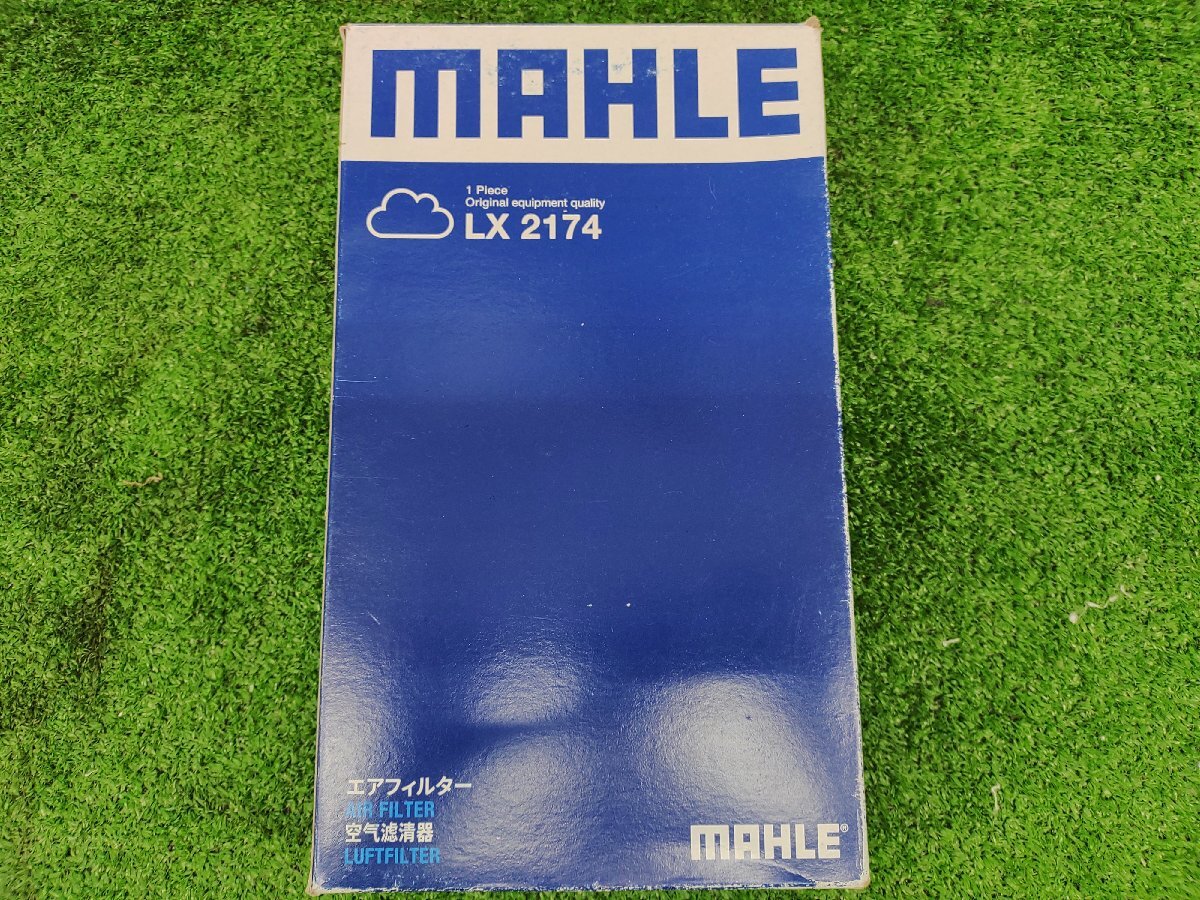 MAHLE
1 Piece
Original equipment quality
LX 2174
エアフィルター
AIR FILTER
空气滤清器
LUFTFILTER
MAHLE®